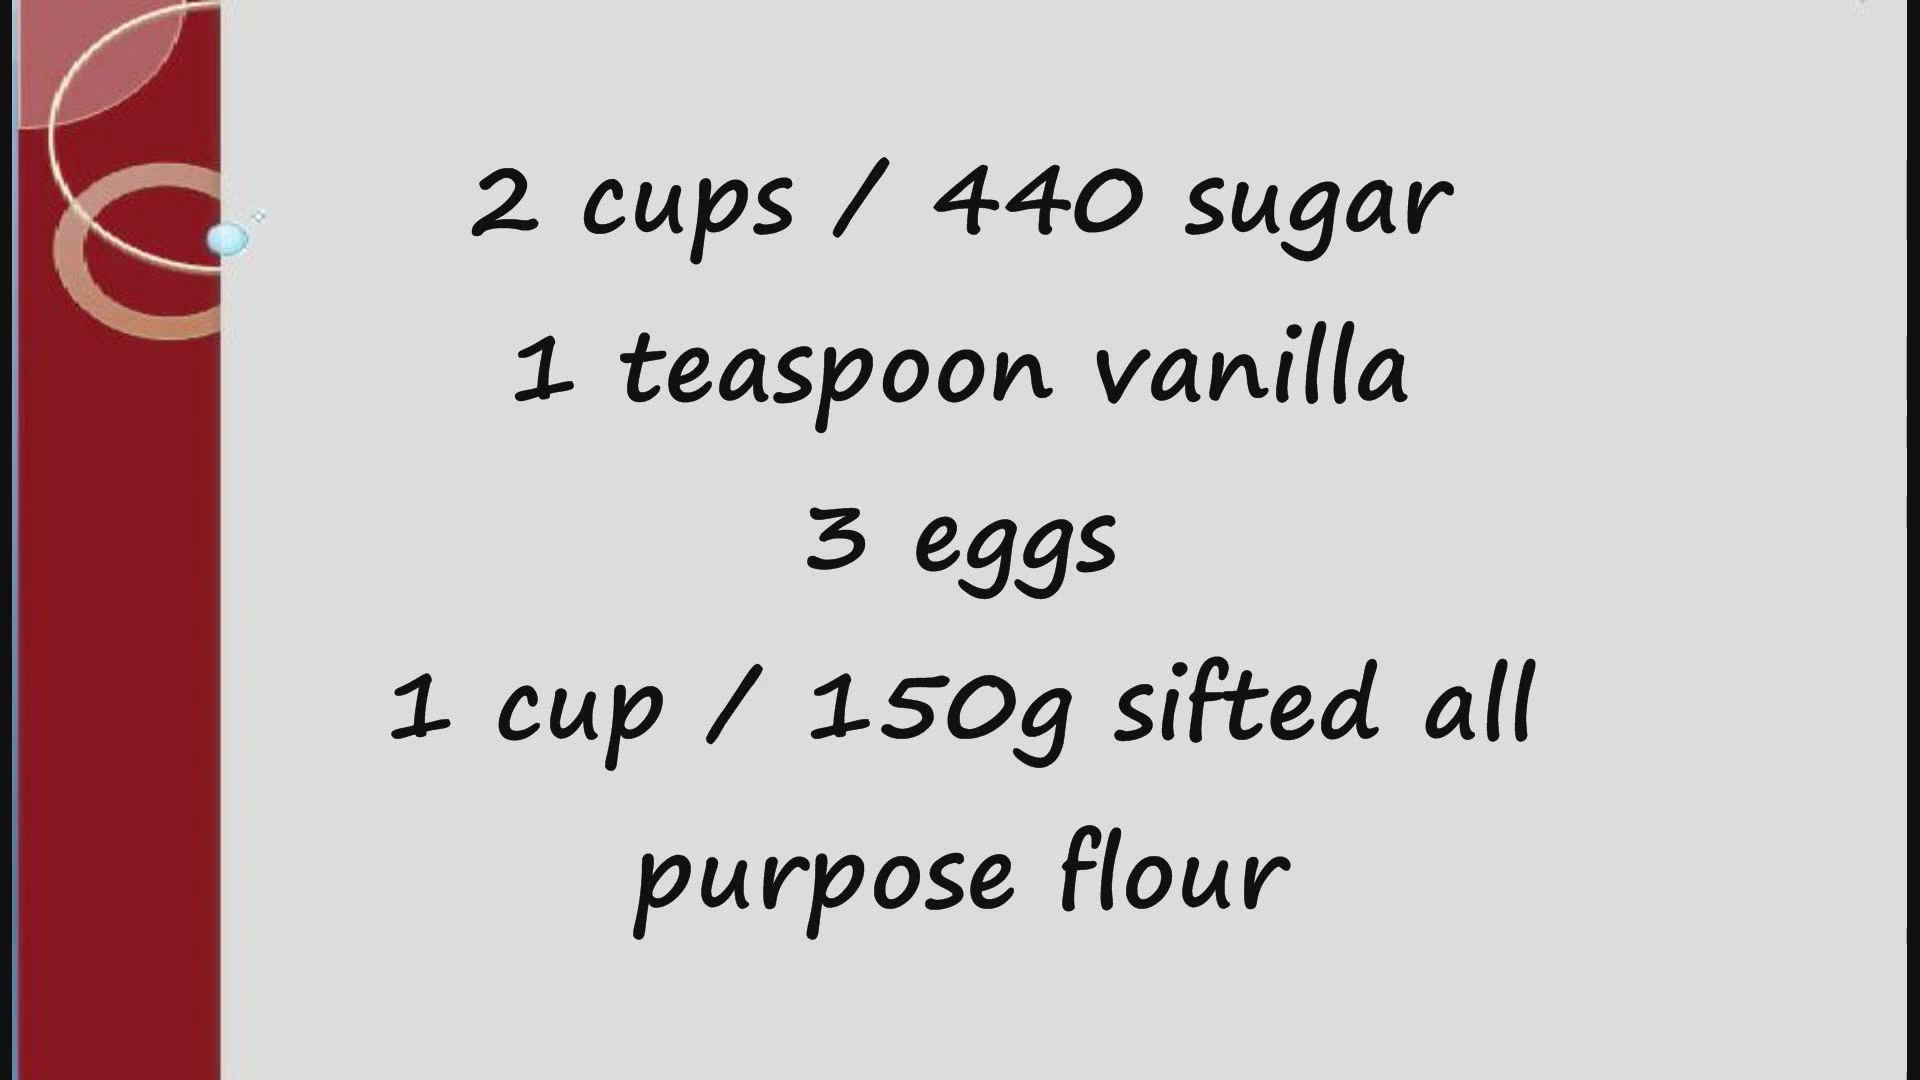 2 cups / 440 sugar
1 teaspoon vanilla
3 eggs
1 cup / 150g sifted all
purpose flour